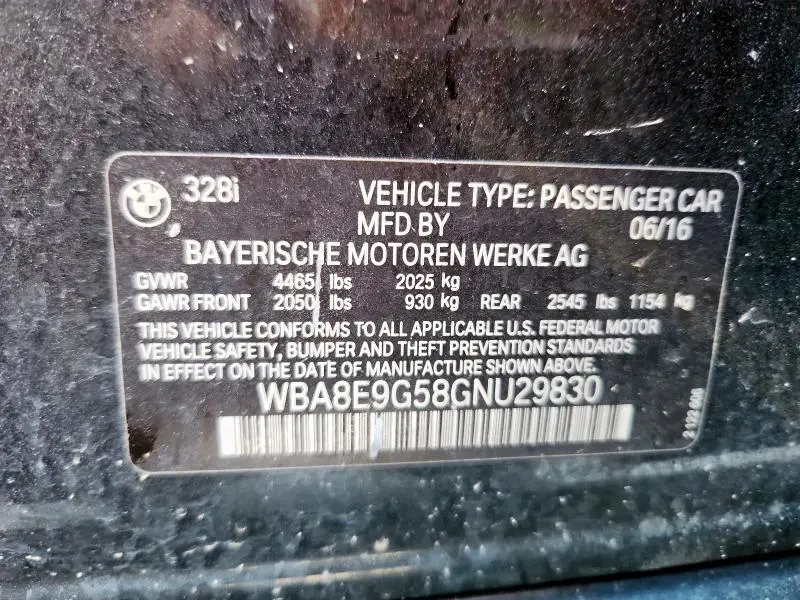 328i VEHICLE TYPE: PASSENGER CAR
MFD BY 06/16
BAYERISCHE MOTOREN WERKE AG
GVWR 4465 lbs 2025 kg
GAWR FRONT 2050 lbs 930 kg REAR 2545 lbs 1154 kg
THIS VEHICLE CONFORMS TO ALL APPLICABLE U.S. FEDERAL MOTOR
VEHICLE SAFETY, BUMPER AND THEFT PREVENTION STANDARDS
IN EFFECT ON THE DATE OF MANUFACTURE SHOWN ABOVE.
WBA8E9G58GNU29830